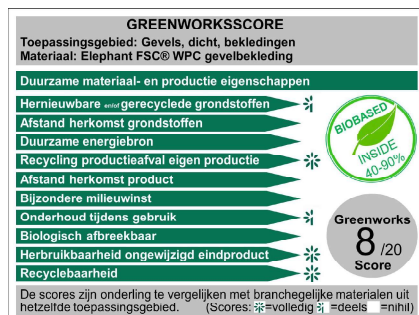 GREENWORKSSCORE
Toepassingsgebied: Gevels, dicht, bekledingen
Materiaal: Elephant FSC® WPC gevelbekleding
Duurzame materiaal- en productie eigenschappen
Hernieuwbare en/of gerecyclede grondstoffen
Afstand herkomst grondstoffen
Duurzame energiebron
Recycling productieafval eigen productie
Afstand herkomst product
Bijzondere milieuwinst
Onderhoud tijdens gebruik
Biologisch afbreekbaar
Herbruikbaarheid ongewijzigd eindproduct
Recyclebaarheid
BIOBASED
INSIDE
40-90%
Greenworks
8 /20
Score
De scores zijn onderling te vergelijken met branchegelijke materialen uit
hetzelfde toepassingsgebied. (Scores: =volledig =deels =nihil)